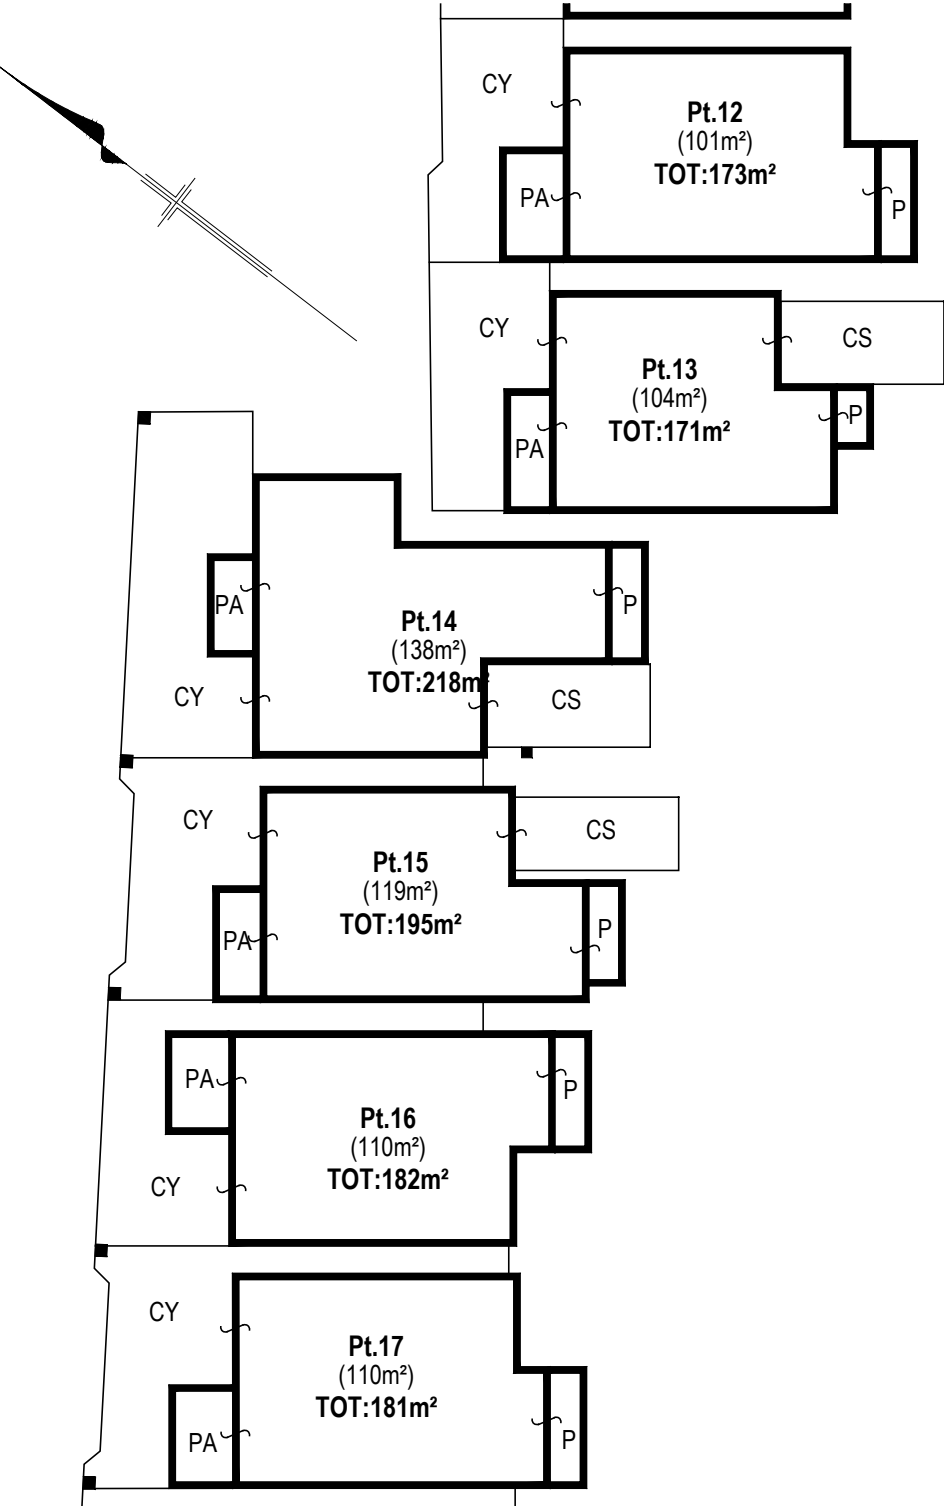 CY
Pt.12
(101m²)
TOT:173m²
PA
P
CY
CS
Pt.13
(104m²)
TOT:171m²
P
PA
PA
Pt.14
(138m²)
TOT:218m²
P
CY
CS
CY
CS
Pt.15
(119m²)
TOT:195m²
PA
P
PA
P
Pt.16
(110m²)
TOT:182m²
CY
CY
Pt.17
(110m²)
TOT:181m²
PA
P